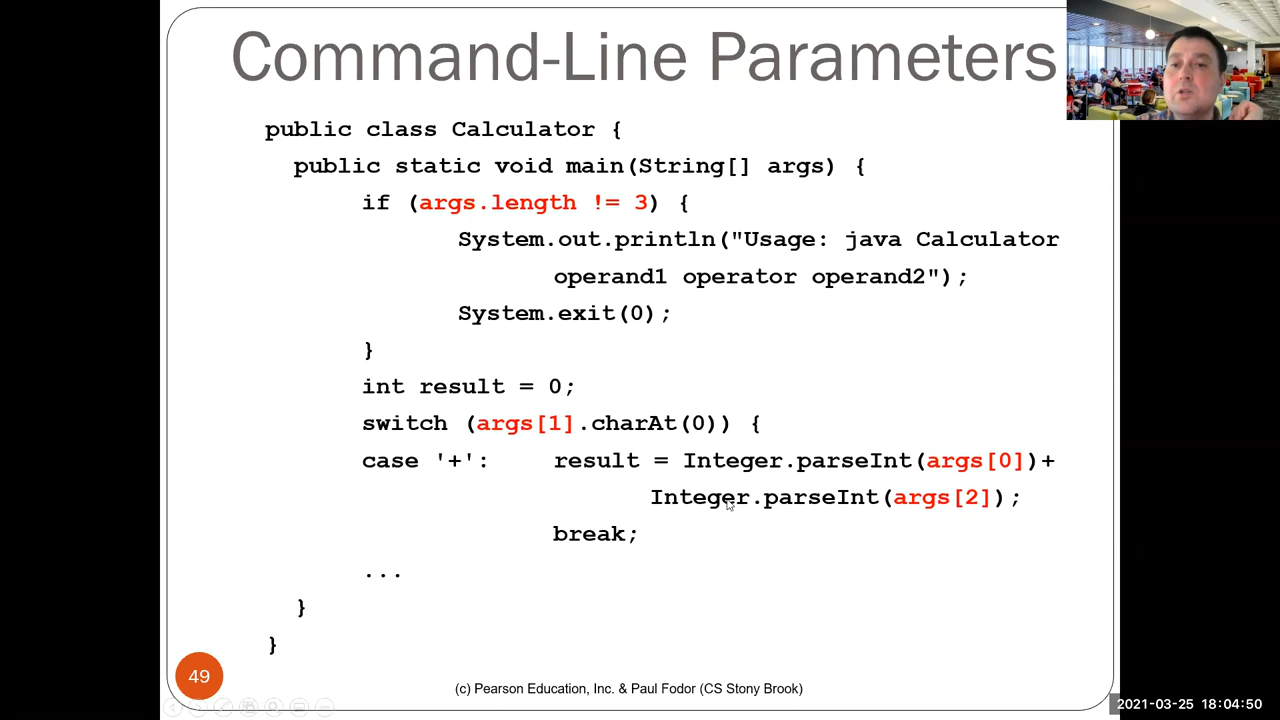 Command-Line Parameters
public class Calculator {
public static void main(String[] args) {
if (args.length != 3) {
System.out.println("Usage: java Calculator
operand1 operator operand2");
System.exit(0);
}
int result = 0;
switch (args[1].charAt(0)) {
case '+': result = Integer.parseInt(args[0])+
Integer.parseInt(args[2]);
break;
...
}
}
49
(c) Pearson Education, Inc. & Paul Fodor (CS Stony Brook)
2021-03-25 18:04:50